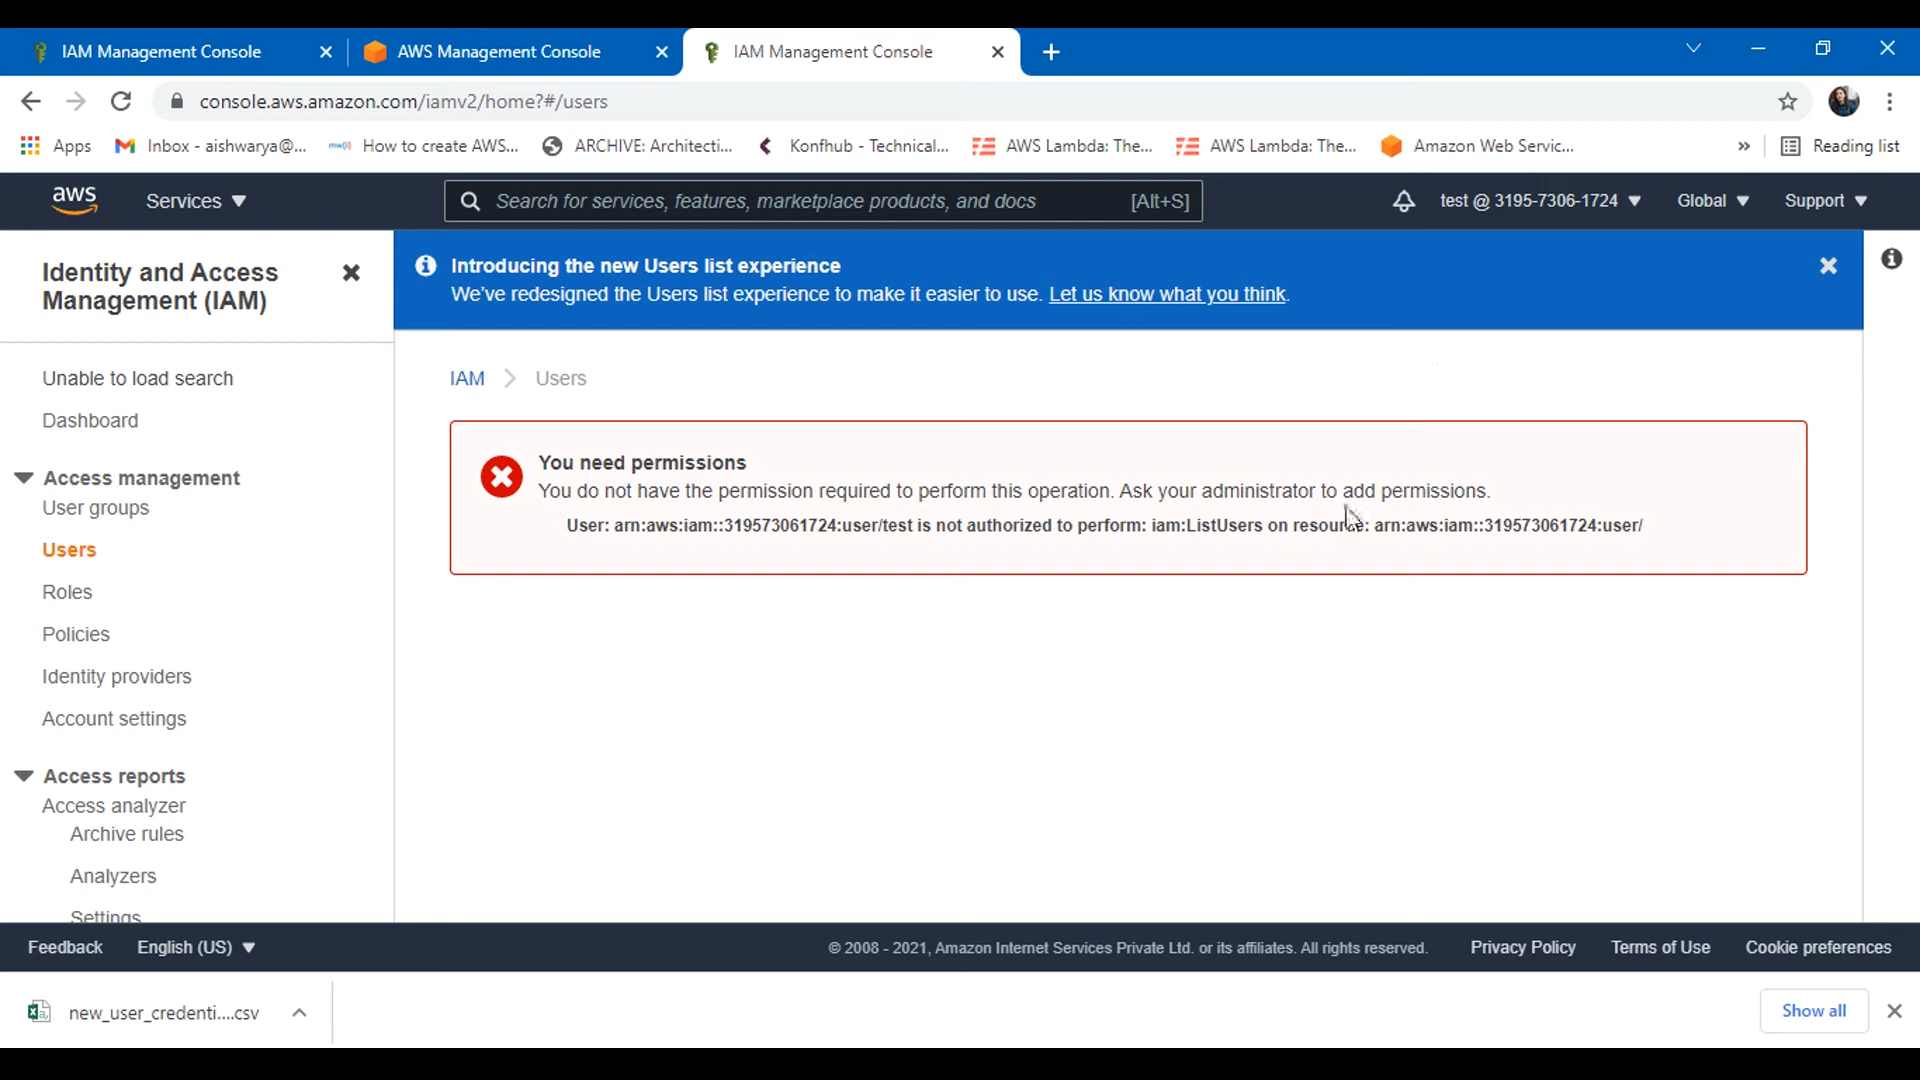 IAM Management Console
AWS Management Console
IAM Management Console
console.aws.amazon.com/iamv2/home?#/users
Apps
Inbox - aishwarya@...
How to create AWS...
ARCHIVE: Architecti...
Konfhub - Technical...
AWS Lambda: The...
AWS Lambda: The...
Amazon Web Servic...
»
Reading list
aws
Services
Search for services, features, marketplace products, and docs
[Alt+S]
test @ 3195-7306-1724
Global
Support
Identity and Access
Management (IAM)
Introducing the new Users list experience
We've redesigned the Users list experience to make it easier to use. Let us know what you think.
Unable to load search
Dashboard
Access management
User groups
Users
Roles
Policies
Identity providers
Account settings
Access reports
Access analyzer
Archive rules
Analyzers
Settings
IAM
Users
You need permissions
You do not have the permission required to perform this operation. Ask your administrator to add permissions.
User: arn:aws:iam::319573061724:user/test is not authorized to perform: iam:ListUsers on resource: arn:aws:iam::319573061724:user/
Feedback
English (US)
© 2008 - 2021, Amazon Internet Services Private Ltd. or its affiliates. All rights reserved.
Privacy Policy
Terms of Use
Cookie preferences
new_user_credenti....csv
Show all